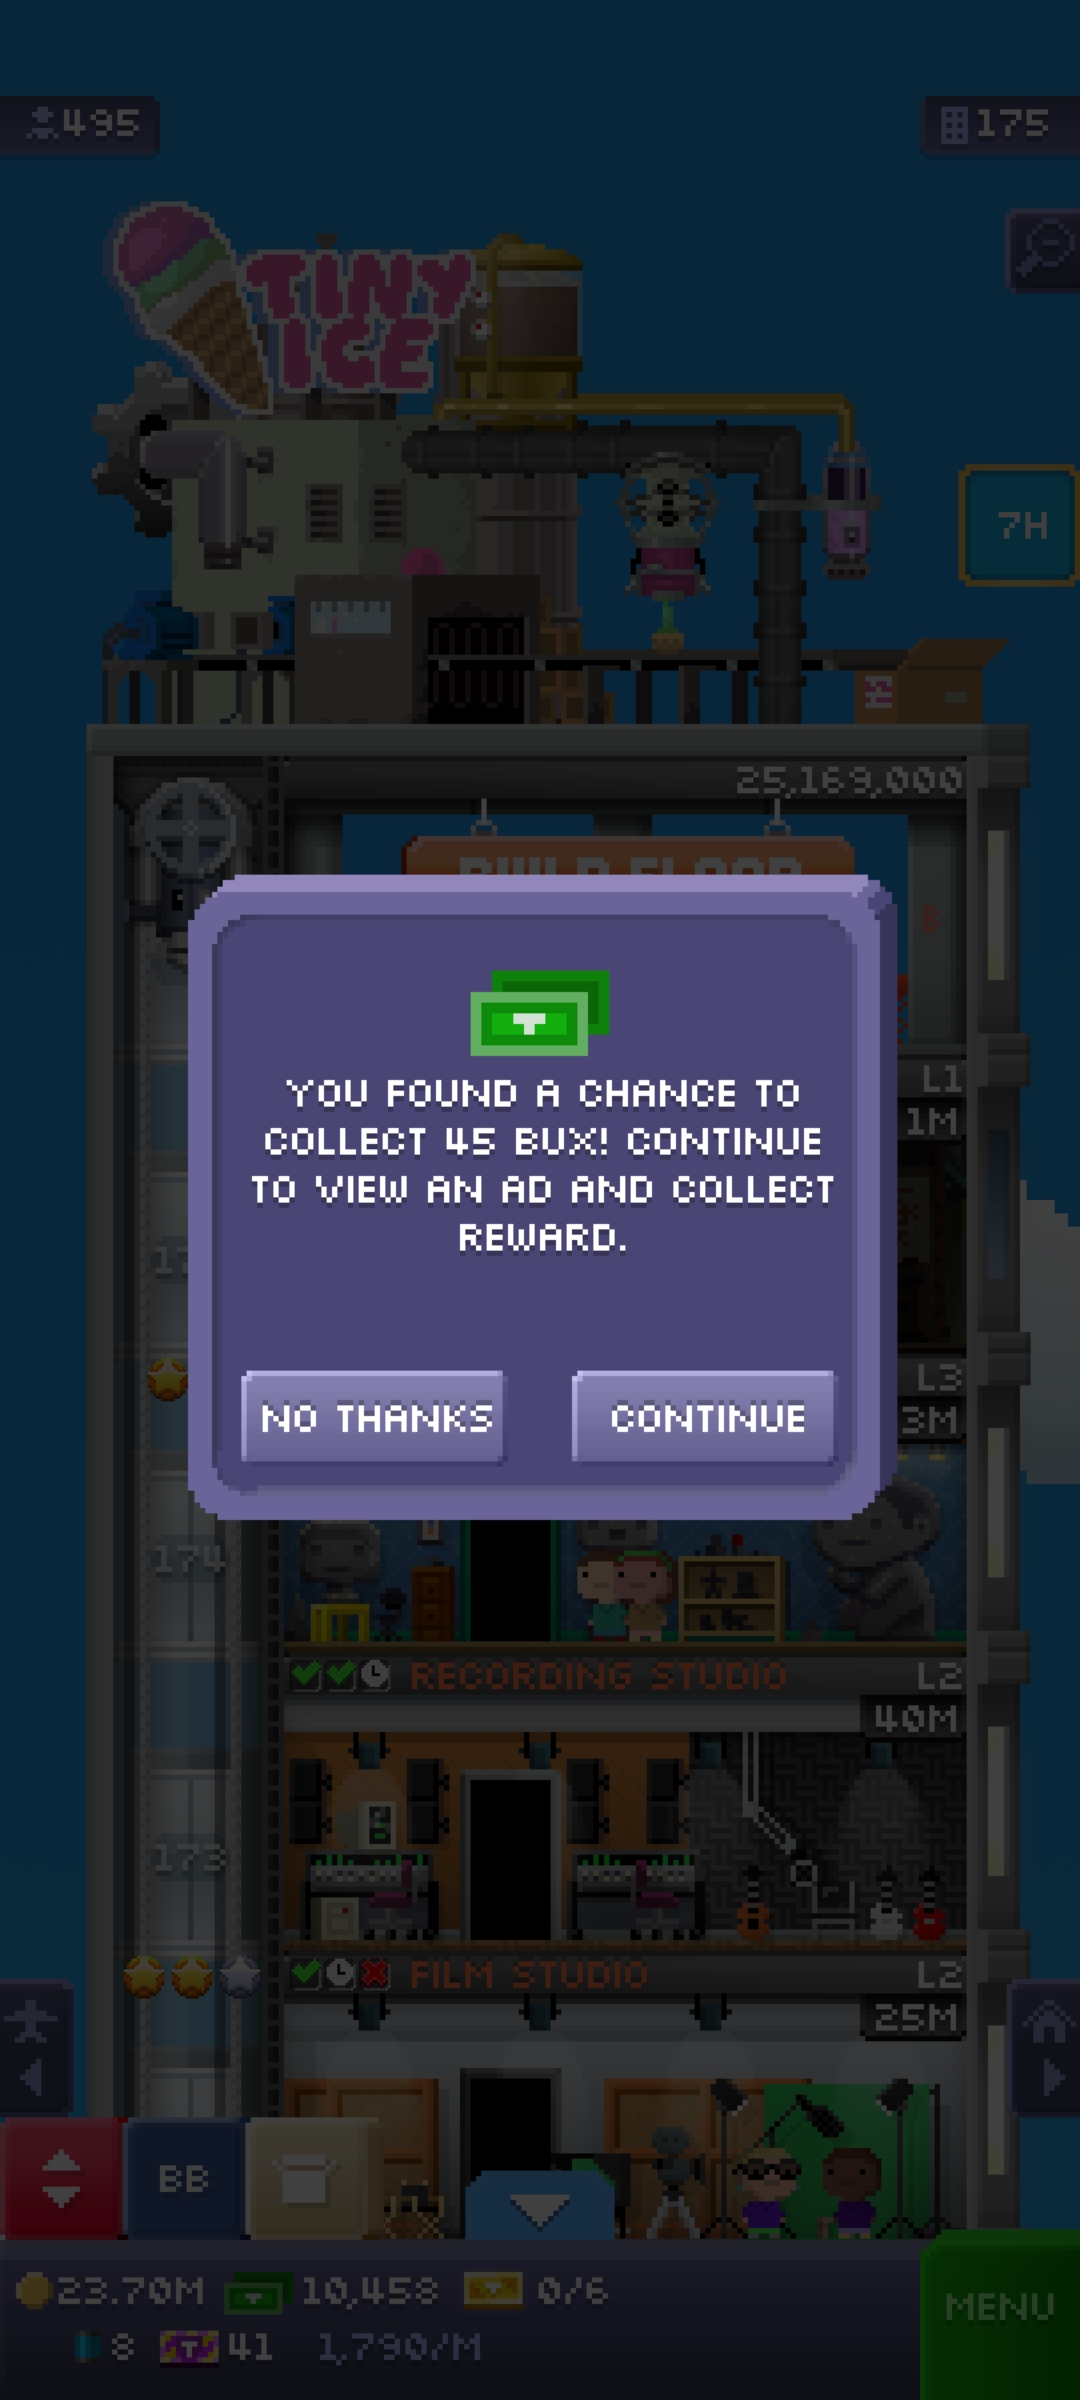 495
175
TINY
ICE
7H
25,169,000
BUILD FLOOR
YOU FOUND A CHANCE TO
COLLECT 45 BUX! CONTINUE
TO VIEW AN AD AND COLLECT
REWARD.
NO THANKS
CONTINUE
L1
1M
L3
3M
174
RECORDING STUDIO
L2
40M
173
FILM STUDIO
L2
25M
BB
23.70M
10,458
0/6
8
41
1,790/M
MENU